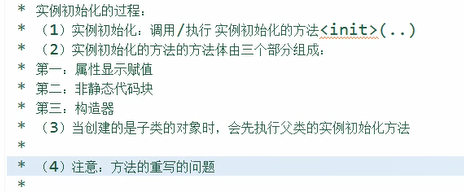 * 实例初始化的过程：
* （1）实例初始化：调用/执行 实例初始化的方法<init>(..)
* （2）实例初始化的方法的方法体由三个部分组成：
* 第一：属性显示赋值
* 第二：非静态代码块
* 第三：构造器
* （3）当创建的是子类的对象时，会先执行父类的实例初始化方法
*
* （4）注意：方法的重写的问题
*